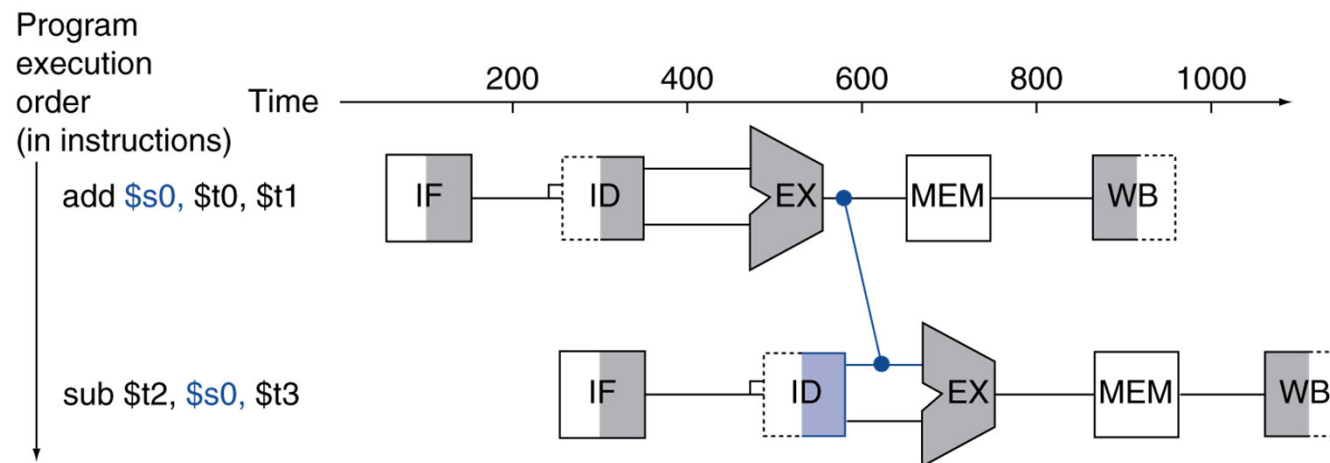 Program
execution
order
(in instructions)
Time
200 400 600 800 1000
add $s0, $t0, $t1
IF ID EX MEM WB
sub $t2, $s0, $t3
IF ID EX MEM WB